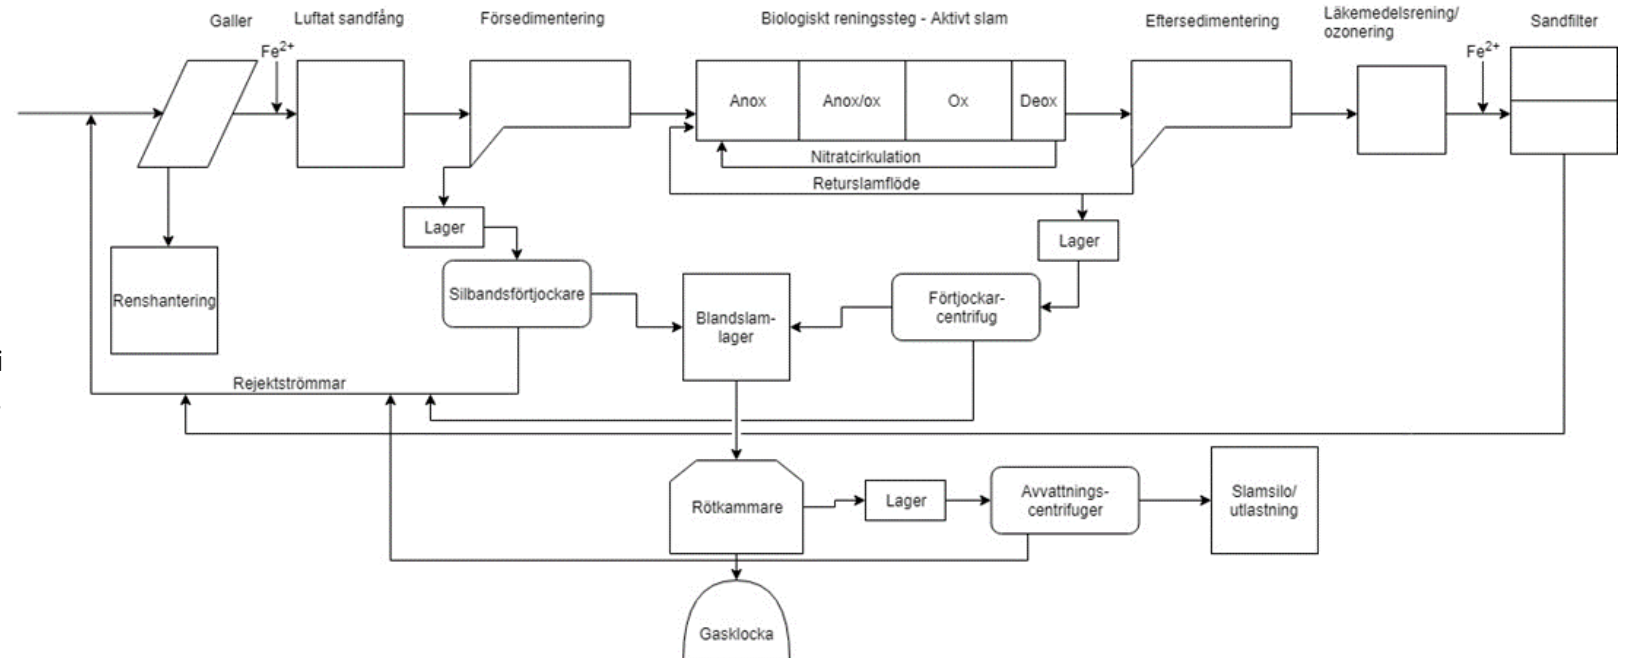 Galler
Luftat sandfång
Försedimentering
Biologiskt reningssteg - Aktivt slam
Eftersedimentering
Läkemedelsrening/
ozonering
Sandfilter
Fe²⁺
Fe²⁺
Anox
Anox/ox
Ox
Deox
Nitratcirkulation
Returslamflöde
Lager
Lager
Renshantering
Silbandsförtjockare
Blandslam-
lager
Förtjockar-
centrifug
i
Rejektströmmar
Rötkammare
Lager
Avvattnings-
centrifuger
Slamsilo/
utlastning
Gasklocka